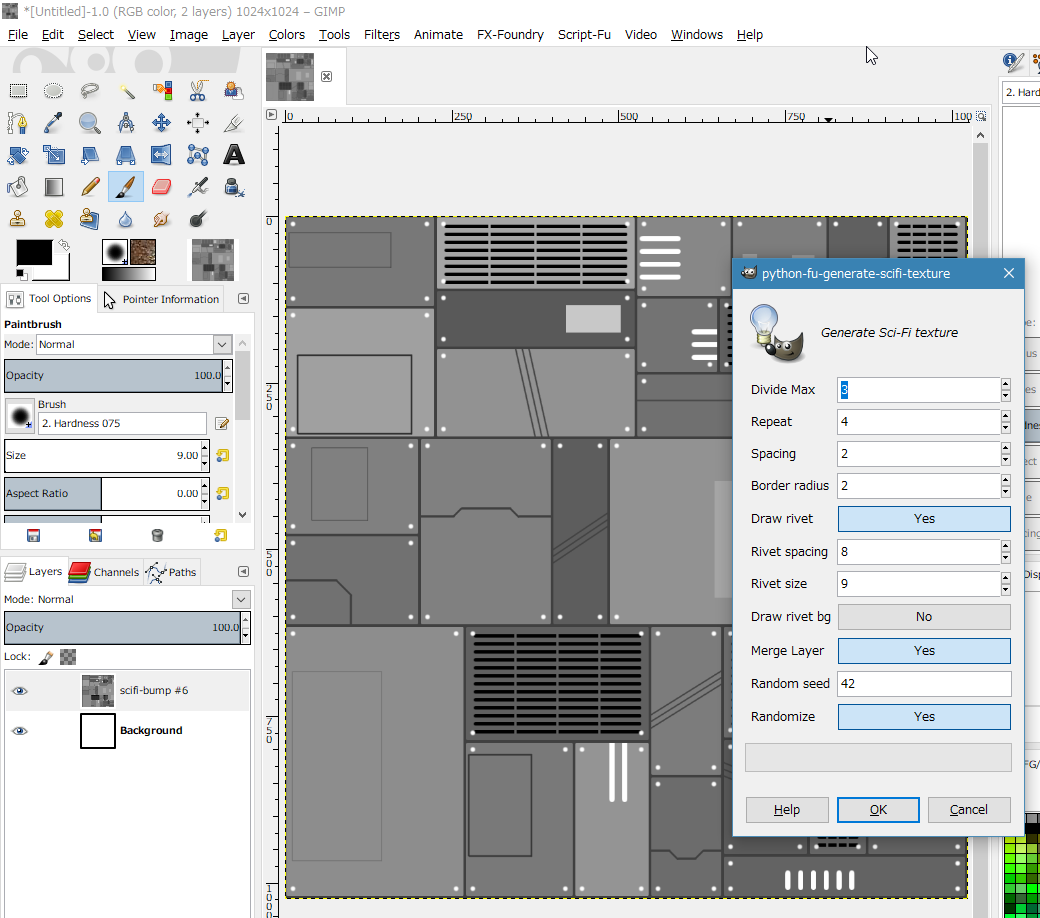 *[Untitled]-1.0 (RGB color, 2 layers) 1024x1024 – GIMP
File Edit Select View Image Layer Colors Tools Filters Animate FX-Foundry Script-Fu Video Windows Help
2. Hard
0 250 500 750 100
0
250
500
750
1000
Tool Options Pointer Information
Paintbrush
Mode: Normal
Opacity 100.0
Brush
2. Hardness 075
Size 9.00
Aspect Ratio 0.00
Layers Channels Paths
Mode: Normal
Opacity 100.0
Lock:
scifi-bump #6
Background
python-fu-generate-scifi-texture
Generate Sci-Fi texture
Divide Max 3
Repeat 4
Spacing 2
Border radius 2
Draw rivet Yes
Rivet spacing 8
Rivet size 9
Draw rivet bg No
Merge Layer Yes
Random seed 42
Randomize Yes
Help OK Cancel